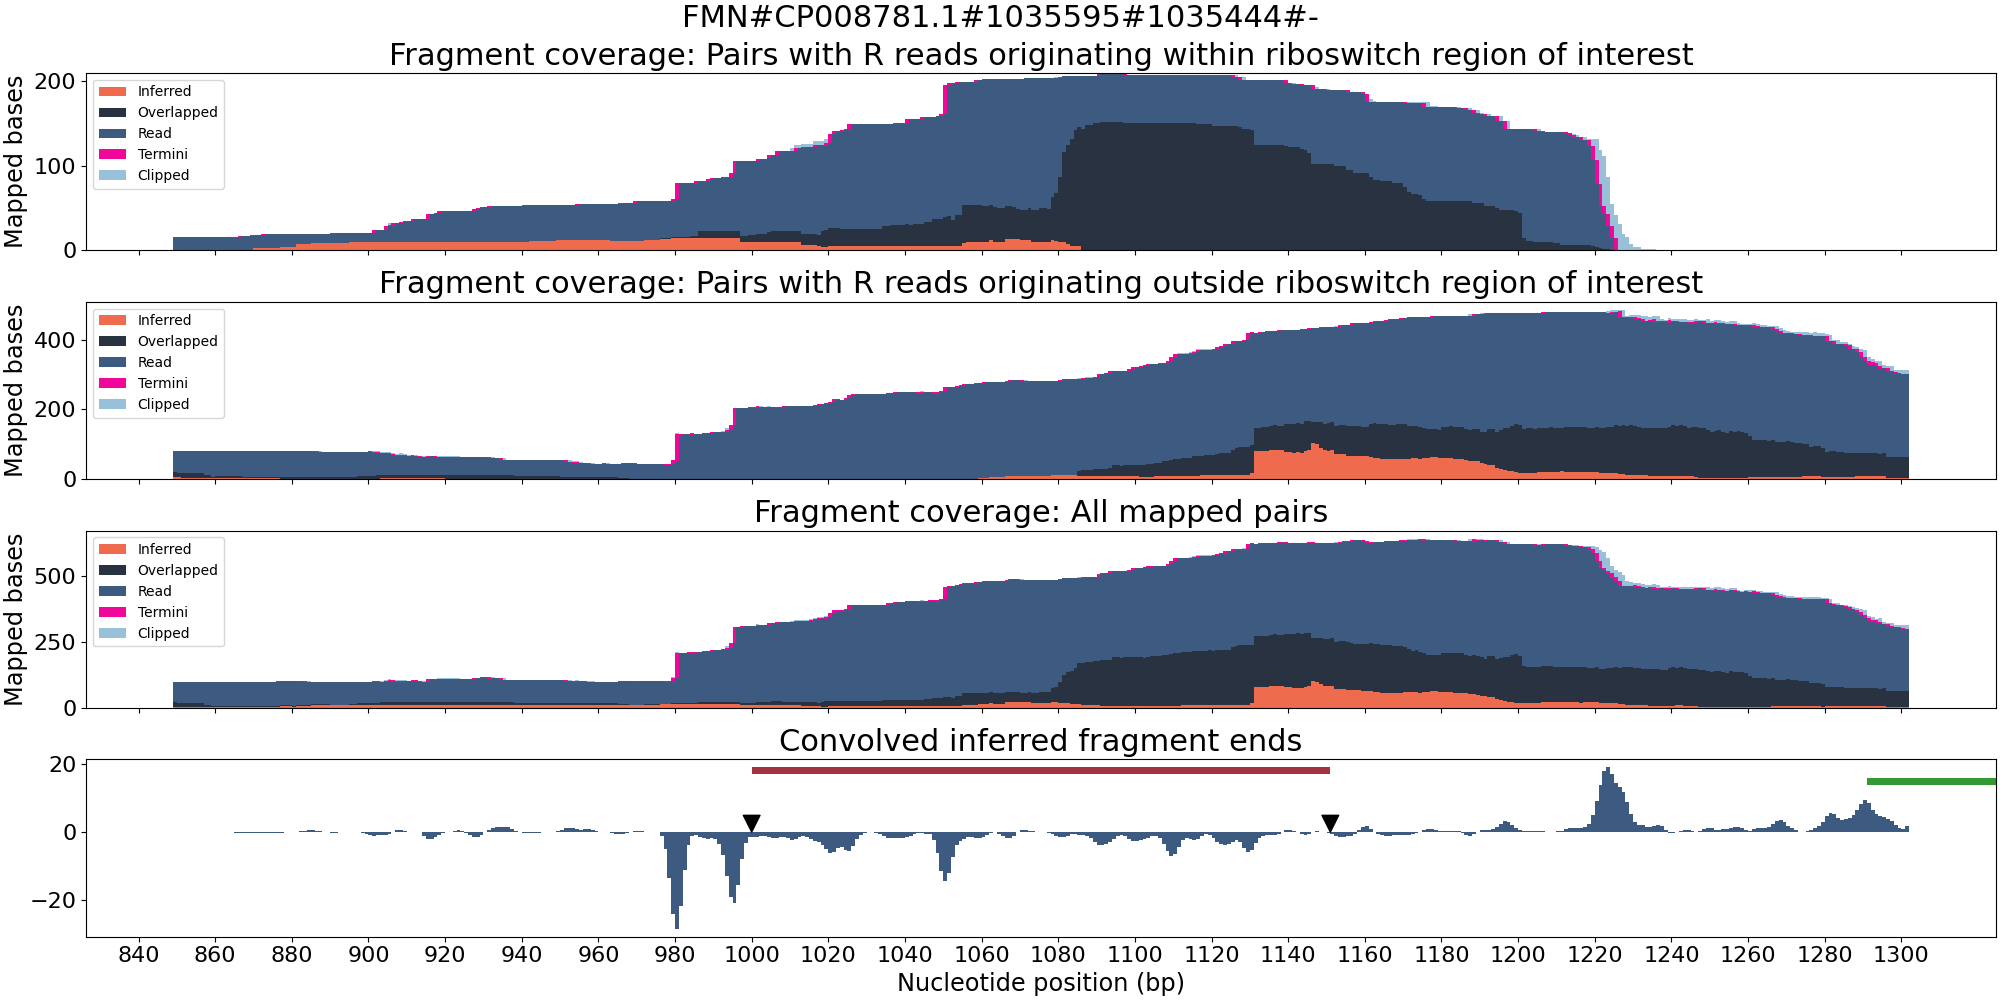 FMN#CP008781.1#1035595#1035444#-
Fragment coverage: Pairs with R reads originating within riboswitch region of interest
Mapped bases
200
100
0
Inferred
Overlapped
Read
Termini
Clipped
Fragment coverage: Pairs with R reads originating outside riboswitch region of interest
Mapped bases
400
200
0
Inferred
Overlapped
Read
Termini
Clipped
Fragment coverage: All mapped pairs
Mapped bases
500
250
0
Inferred
Overlapped
Read
Termini
Clipped
Convolved inferred fragment ends
20
0
−20
840 860 880 900 920 940 960 980 1000 1020 1040 1060 1080 1100 1120 1140 1160 1180 1200 1220 1240 1260 1280 1300
Nucleotide position (bp)